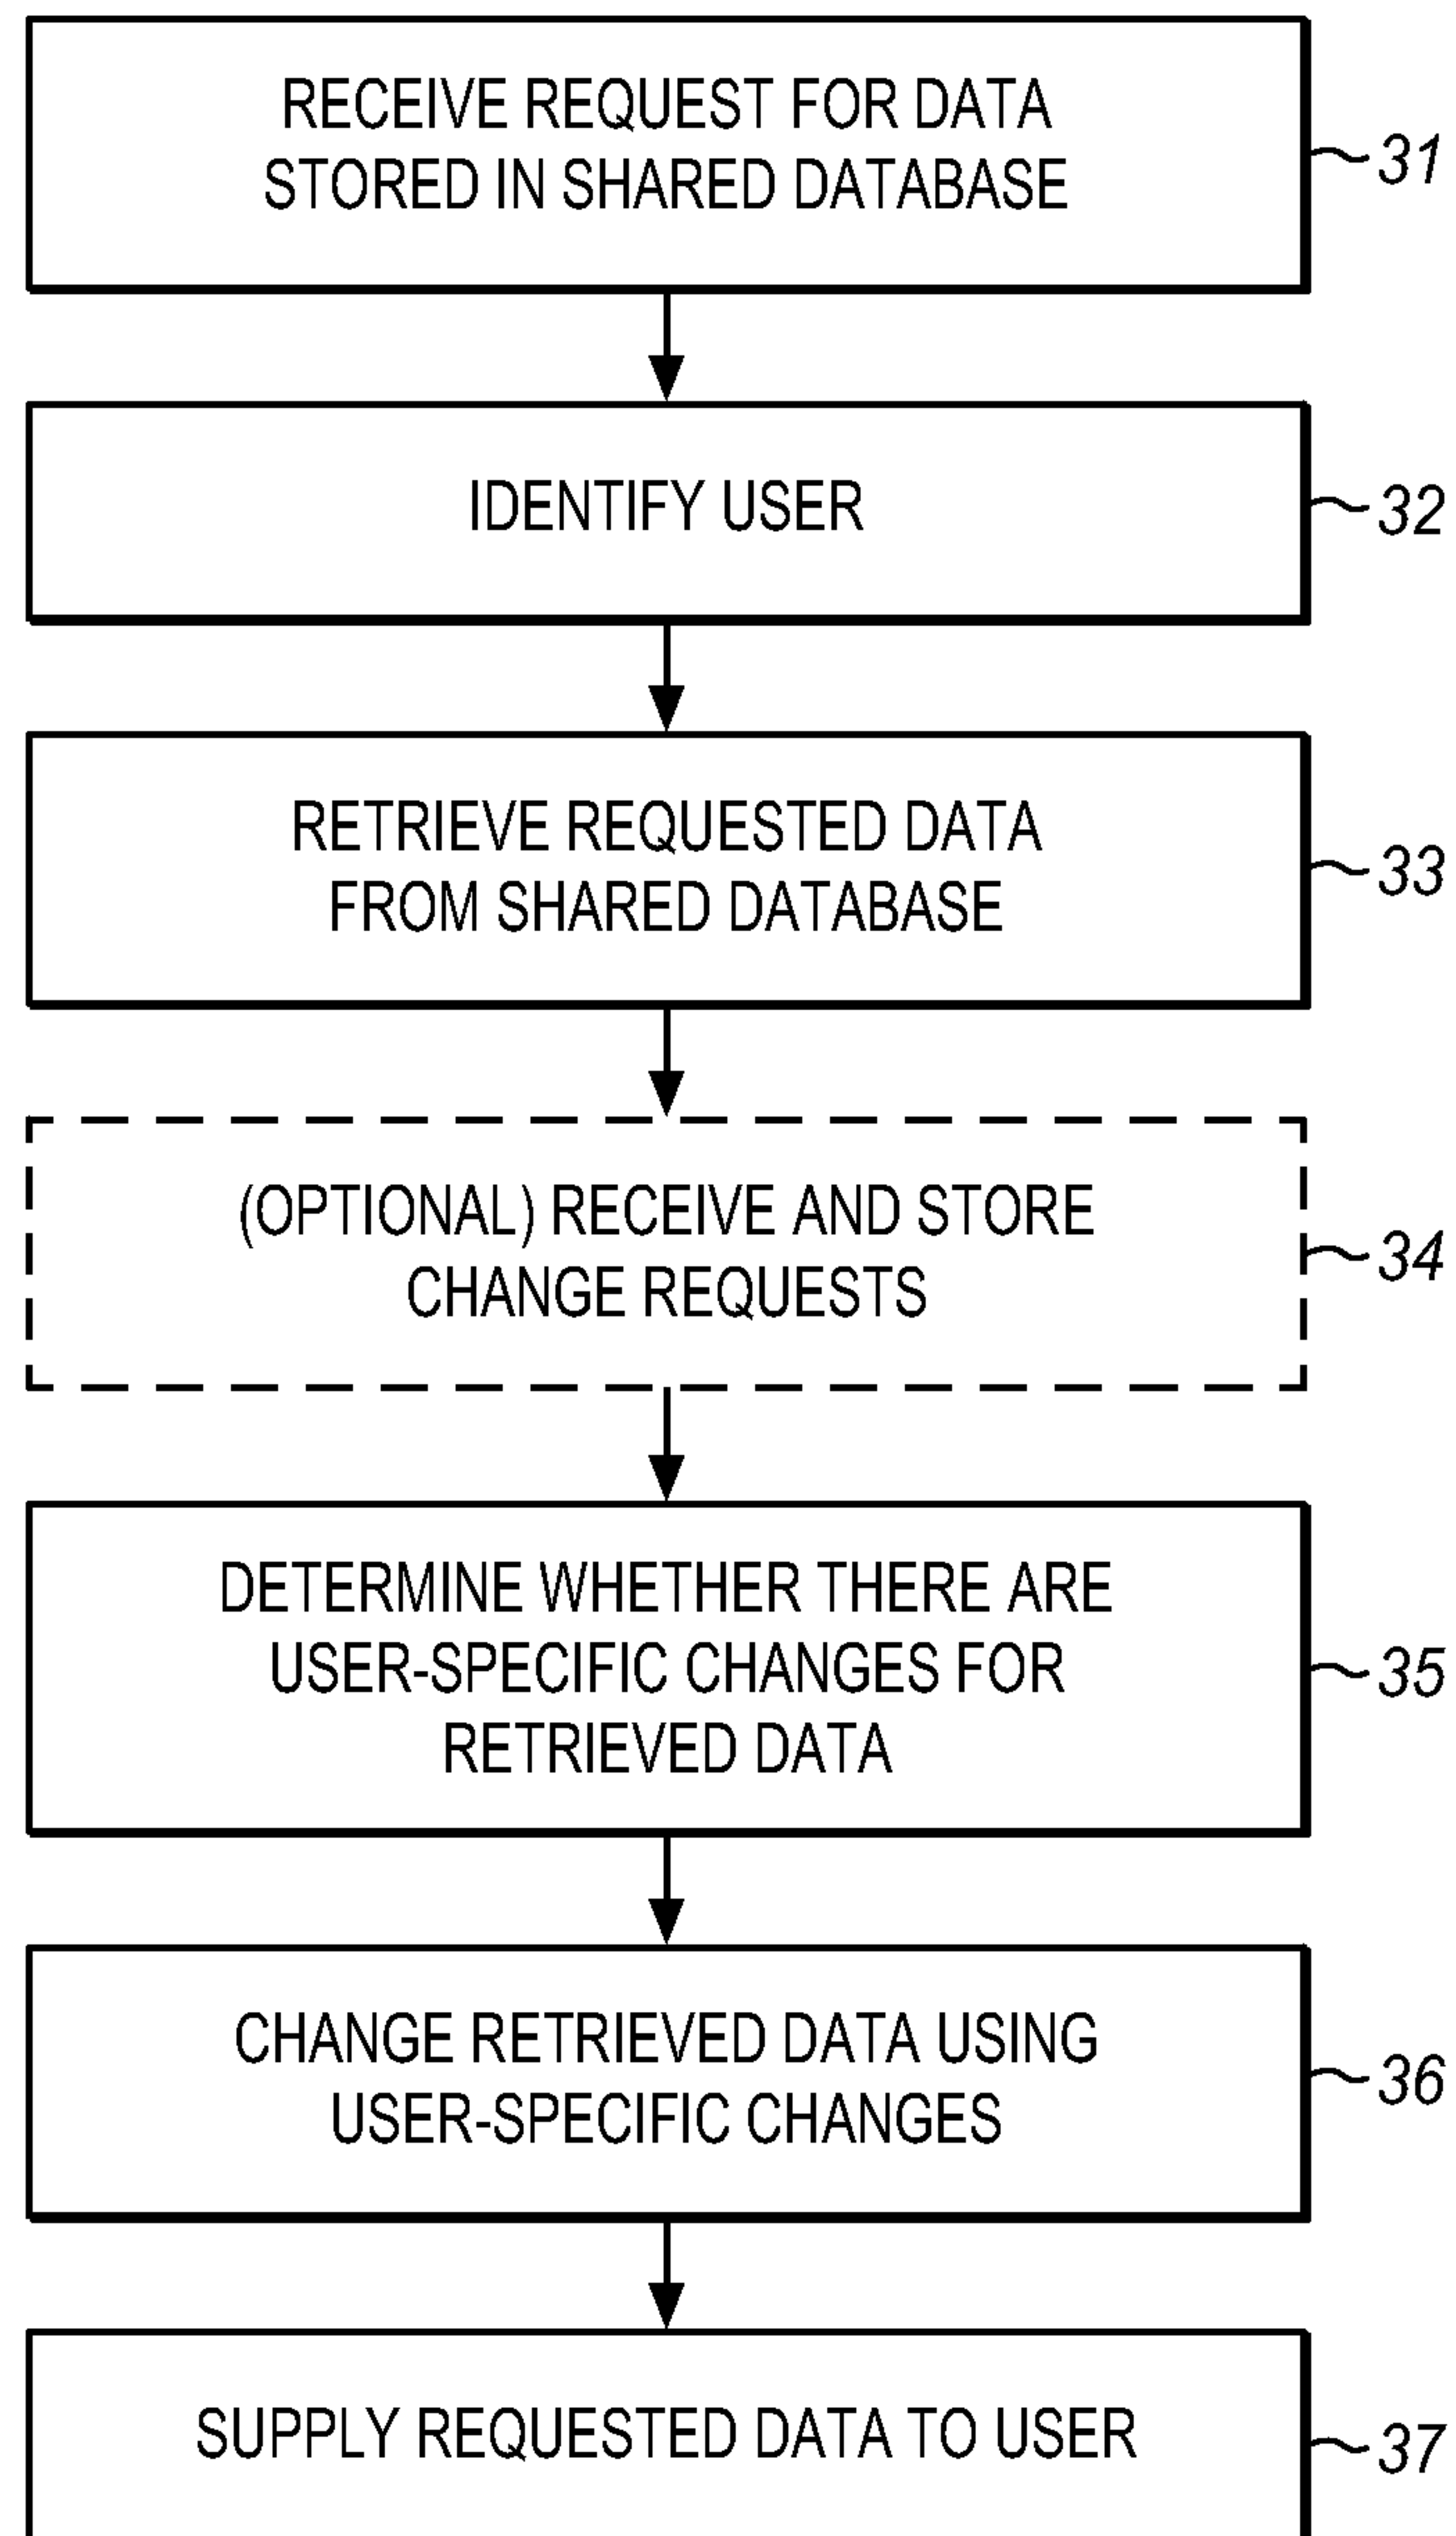 RECEIVE REQUEST FOR DATA
STORED IN SHARED DATABASE
31
IDENTIFY USER
32
RETRIEVE REQUESTED DATA
FROM SHARED DATABASE
33
(OPTIONAL) RECEIVE AND STORE
CHANGE REQUESTS
34
DETERMINE WHETHER THERE ARE
USER-SPECIFIC CHANGES FOR
RETRIEVED DATA
35
CHANGE RETRIEVED DATA USING
USER-SPECIFIC CHANGES
36
SUPPLY REQUESTED DATA TO USER
37